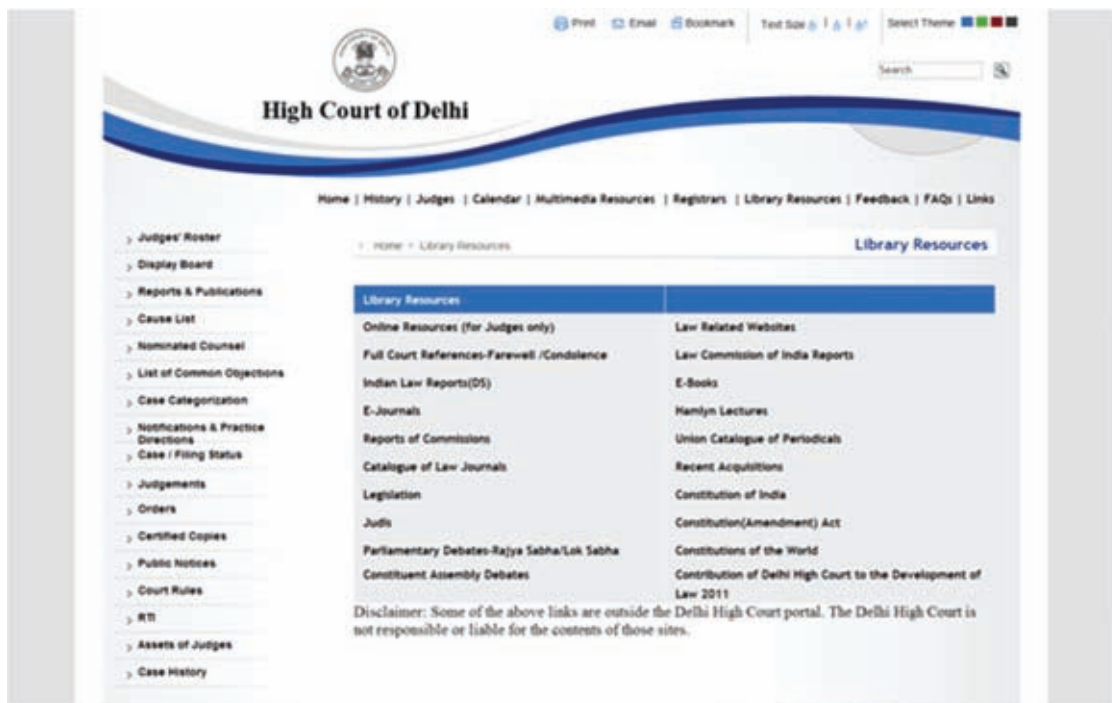 Print Email Bookmark Text Size A | A | A+ Select Theme
Search
High Court of Delhi
Home | History | Judges | Calendar | Multimedia Resources | Registrars | Library Resources | Feedback | FAQs | Links
Home Library Resources
Library Resources
Judges' Roster
Display Board
Reports & Publications
Cause List
Nominated Counsel
List of Common Objections
Case Categorization
Notifications & Practice
Directions
Case / Filing Status
Judgements
Orders
Certified Copies
Public Notices
Court Rules
RTI
Assets of Judges
Case History
Library Resources
Online Resources (for Judges only) Law Related Websites
Full Court References-Farewell /Condolence Law Commission of India Reports
Indian Law Reports(DS) E-Books
E-Journals Hamlyn Lectures
Reports of Commissions Union Catalogue of Periodicals
Catalogue of Law Journals Recent Acquisitions
Legislation Constitution of India
Judis Constitution(Amendment) Act
Parliamentary Debates-Rajya Sabha/Lok Sabha Constitutions of the World
Constituent Assembly Debates Contribution of Delhi High Court to the Development of
Law 2011
Disclaimer: Some of the above links are outside the Delhi High Court portal. The Delhi High Court is
not responsible or liable for the contents of those sites.